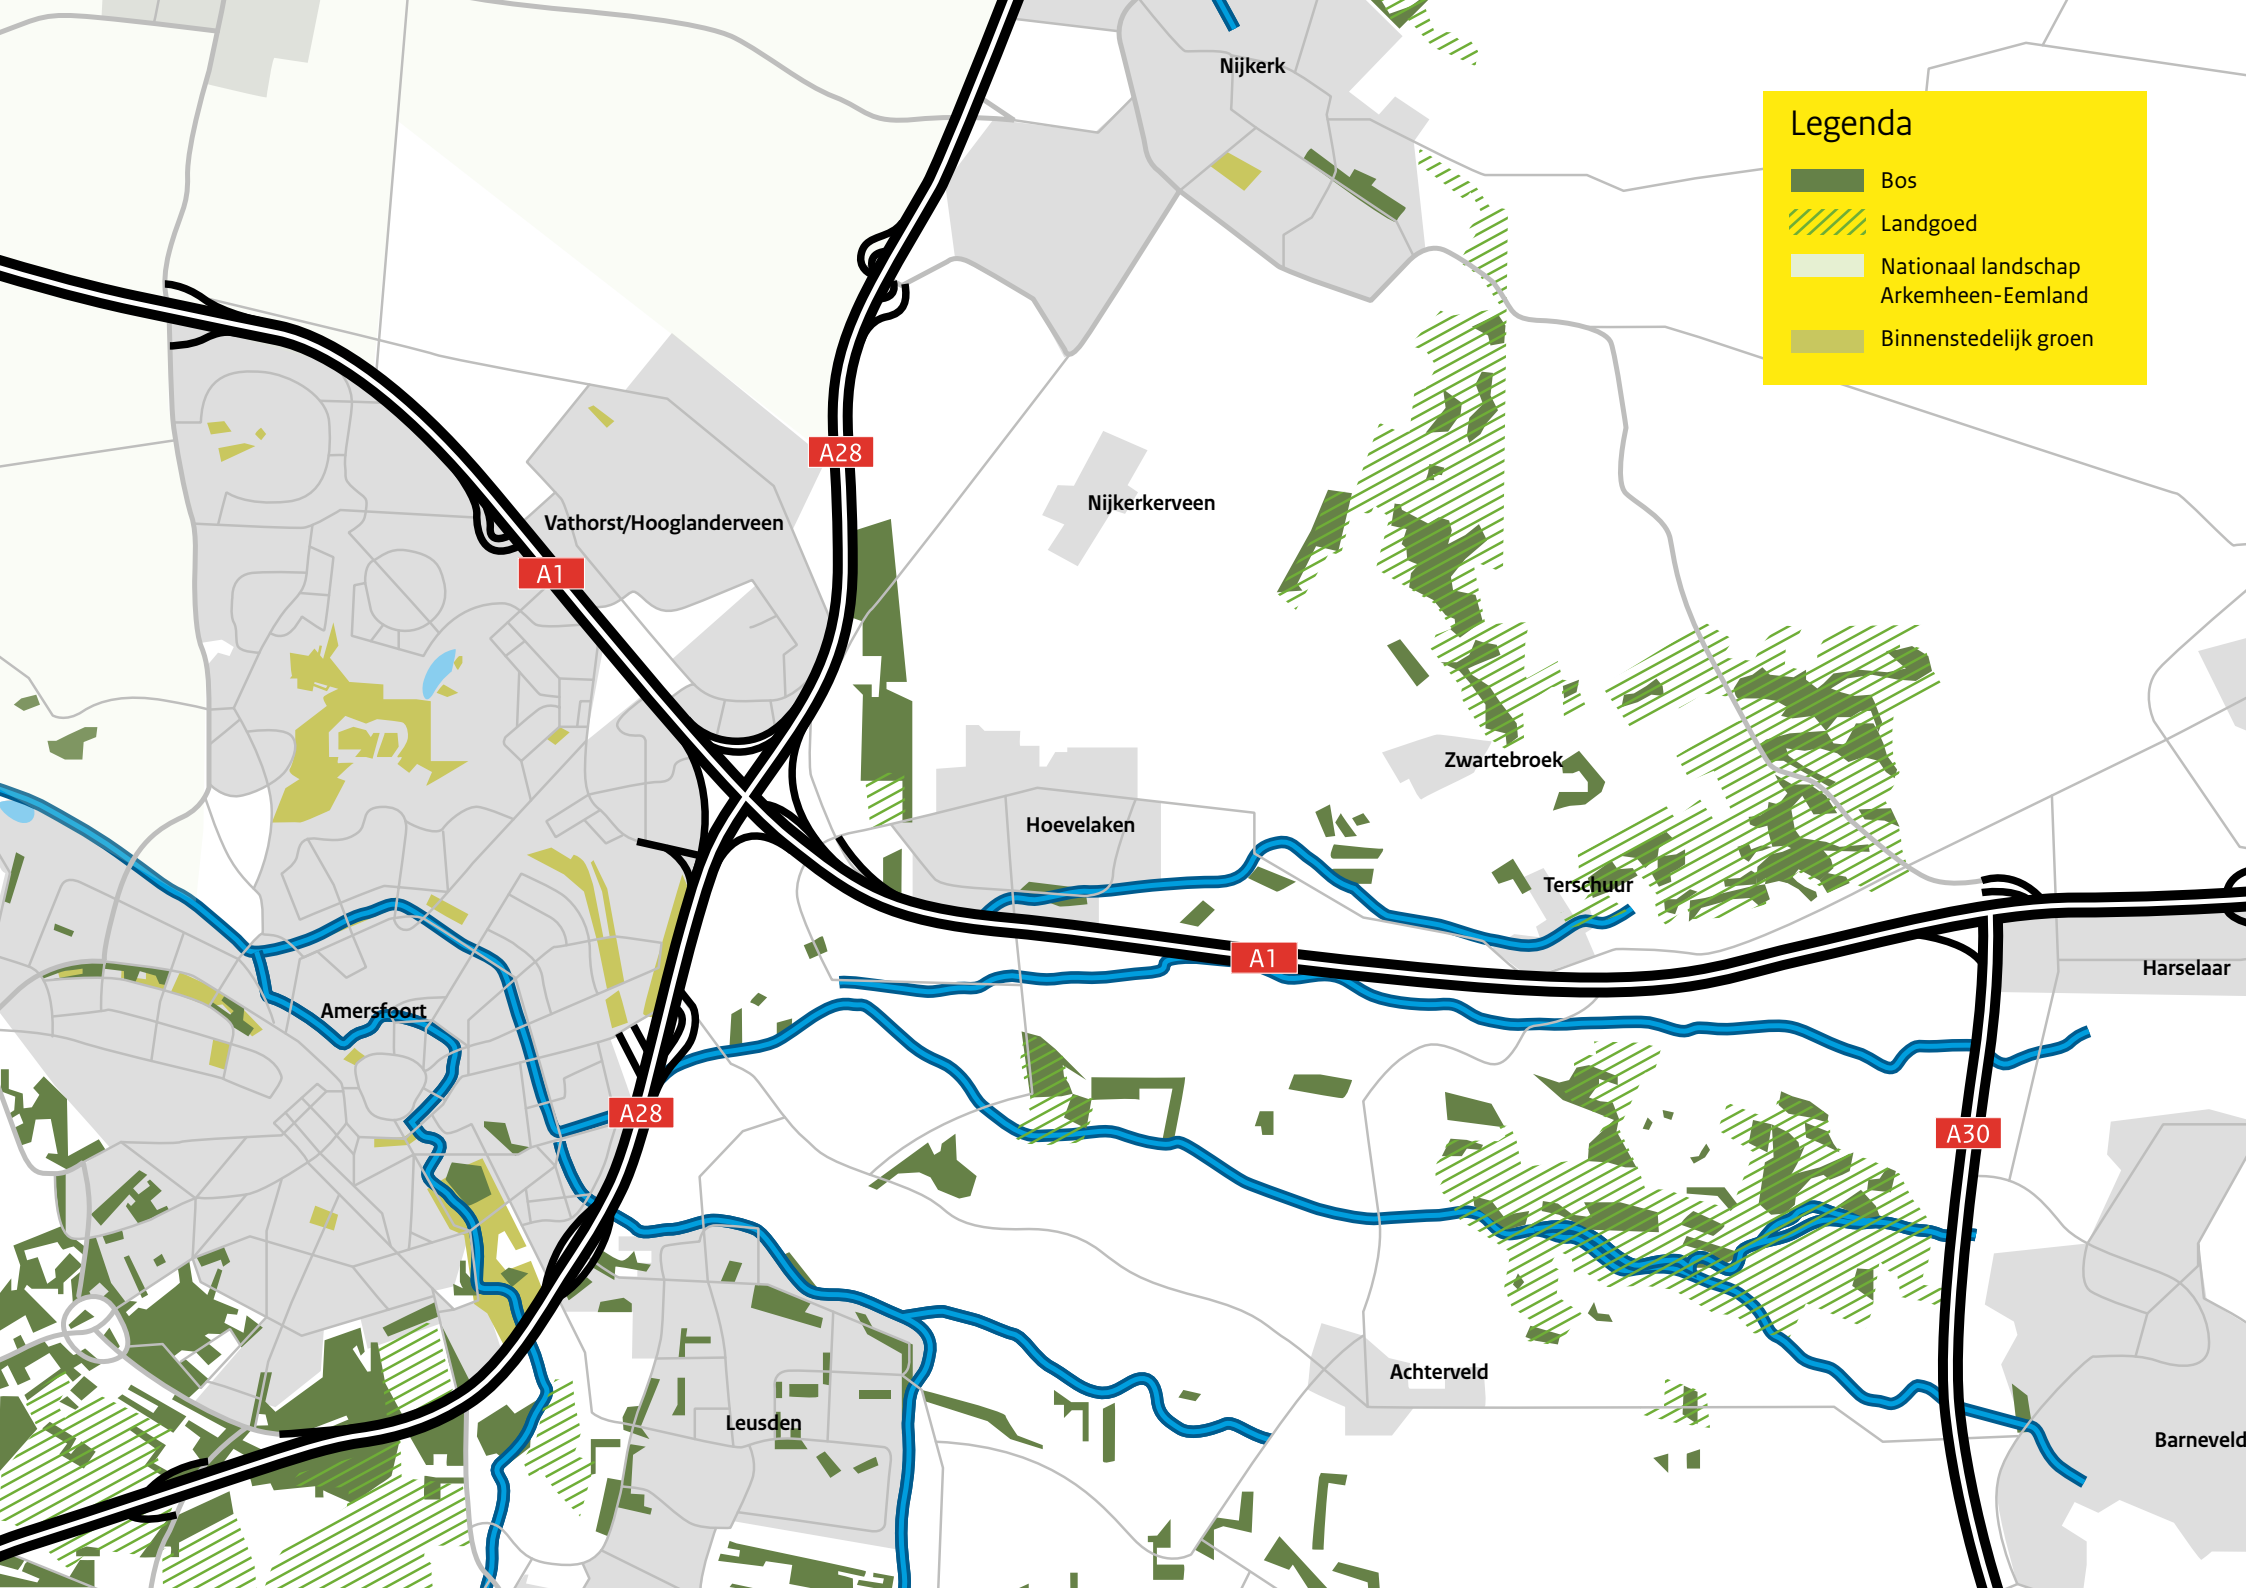 Nijkerk
Legenda
Bos
Landgoed
Nationaal landschap
Arkemheen-Eemland
Binnenstedelijk groen
A28
Nijkerkerveen
Vathorst/Hooglanderveen
A1
Zwartebroek
Hoevelaken
Terschuur
A1
Harselaar
Amersfoort
A28
A30
Achterveld
Leusden
Barneveld